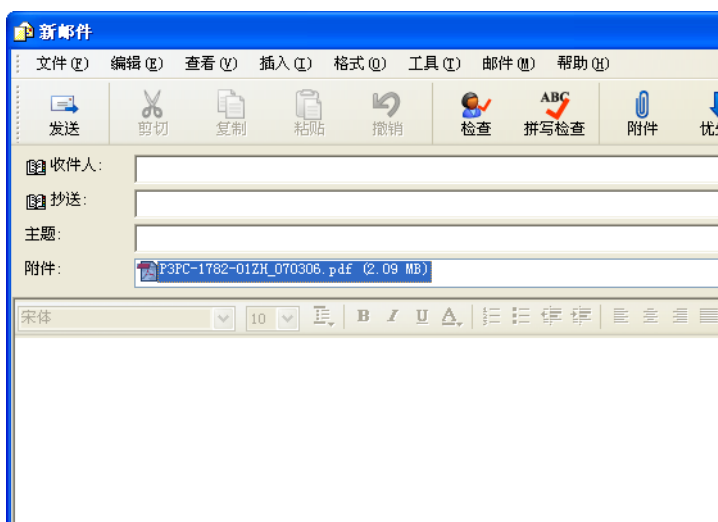 新邮件
文件(F) 编辑(E) 查看(V) 插入(I) 格式(O) 工具(T) 邮件(M) 帮助(H)
ABC
发送 剪切 复制 粘贴 撤销 检查 拼写检查 附件
收件人:
抄送:
主题:
附件: P3PC-1782-01ZH_070306.pdf (2.09 MB)
宋体 10 B I U A